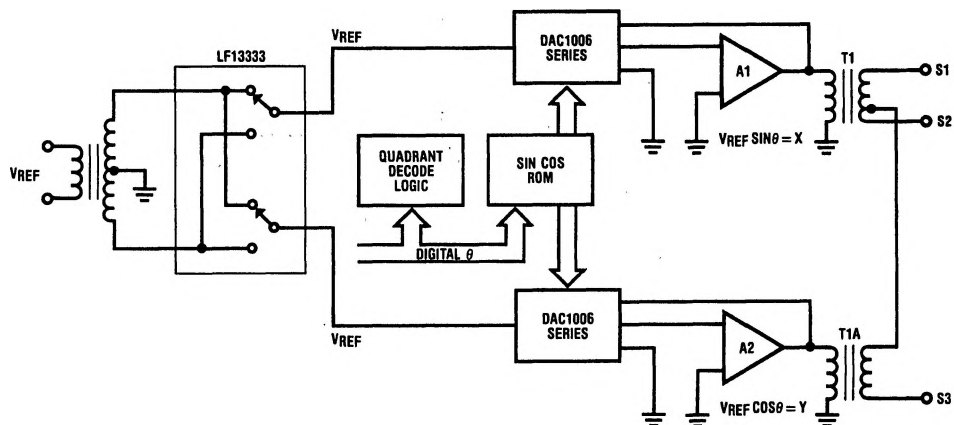 LF13333
VREF
DAC1006
SERIES
A1
T1
S1
S2
VREF SINθ = X
VREF
QUADRANT
DECODE
LOGIC
SIN COS
ROM
DIGITAL θ
VREF
DAC1006
SERIES
A2
T1A
S3
VREF COSθ = Y